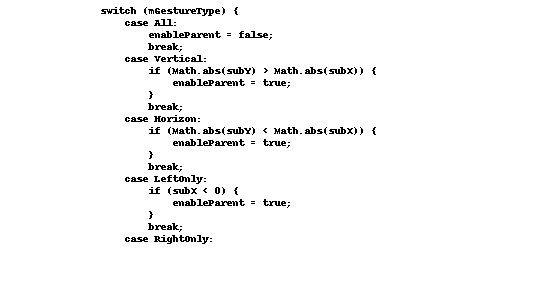 switch (mGestureType) {
case All:
enableParent = false;
break;
case Vertical:
if (Math.abs(subY) > Math.abs(subX)) {
enableParent = true;
}
break;
case Horizon:
if (Math.abs(subY) < Math.abs(subX)) {
enableParent = true;
}
break;
case LeftOnly:
if (subX < 0) {
enableParent = true;
}
break;
case RightOnly: